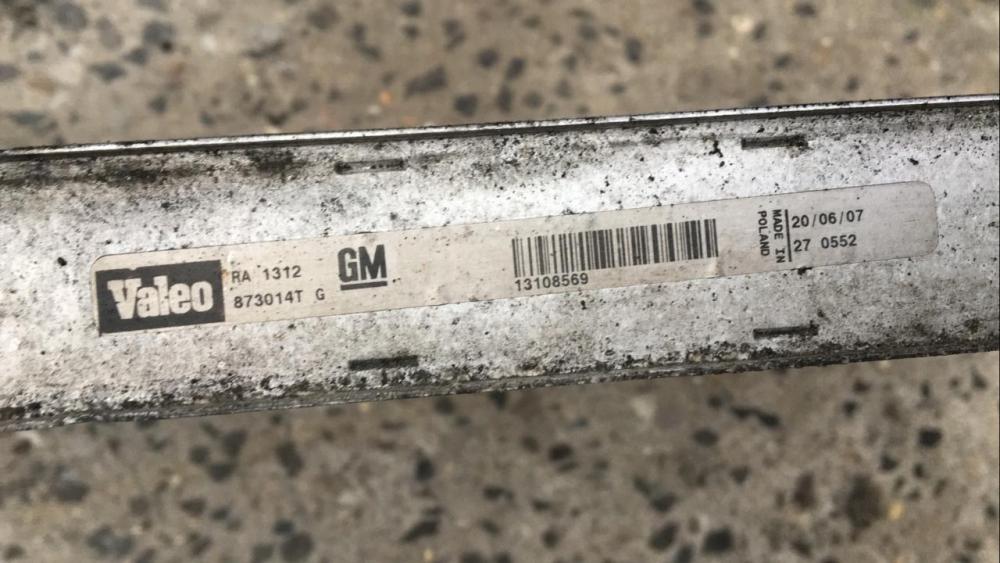 Valeo
RA 1312
873014T G
GM
13108569
MADE IN
POLAND
20/06/07
27 0552